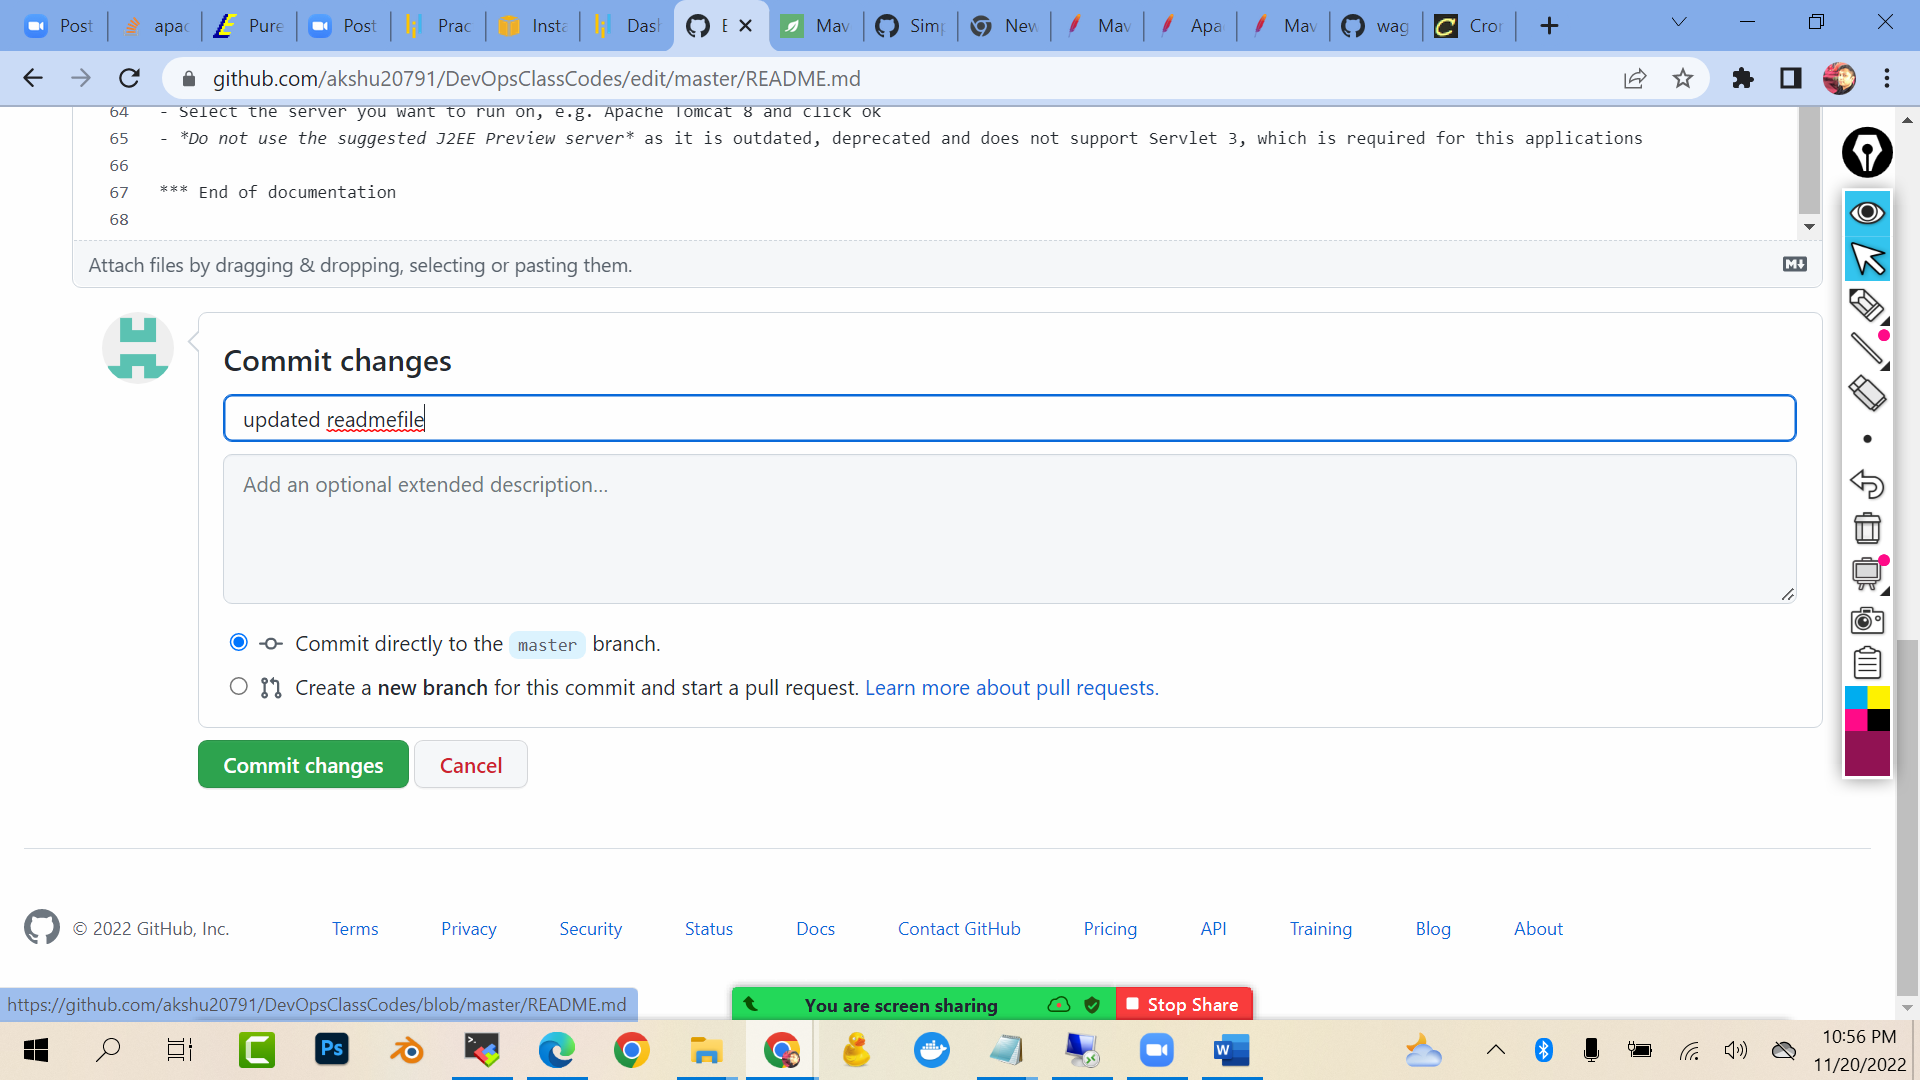 Post
apac
Pure
Post
Prac
Insta
Dash
E
Mav
Simp
New
Mav
Apa
Mav
wag
Cron
github.com/akshu20791/DevOpsClassCodes/edit/master/README.md
64 - Select the server you want to run on, e.g. Apache Tomcat 8 and click ok
65 - *Do not use the suggested J2EE Preview server* as it is outdated, deprecated and does not support Servlet 3, which is required for this applications
66
67 *** End of documentation
68
Attach files by dragging & dropping, selecting or pasting them.
Commit changes
updated readmefile
Add an optional extended description...
Commit directly to the master branch.
Create a new branch for this commit and start a pull request. Learn more about pull requests.
Commit changes
Cancel
© 2022 GitHub, Inc.
Terms
Privacy
Security
Status
Docs
Contact GitHub
Pricing
API
Training
Blog
About
https://github.com/akshu20791/DevOpsClassCodes/blob/master/README.md
You are screen sharing
Stop Share
Ps
W
10:56 PM
11/20/2022